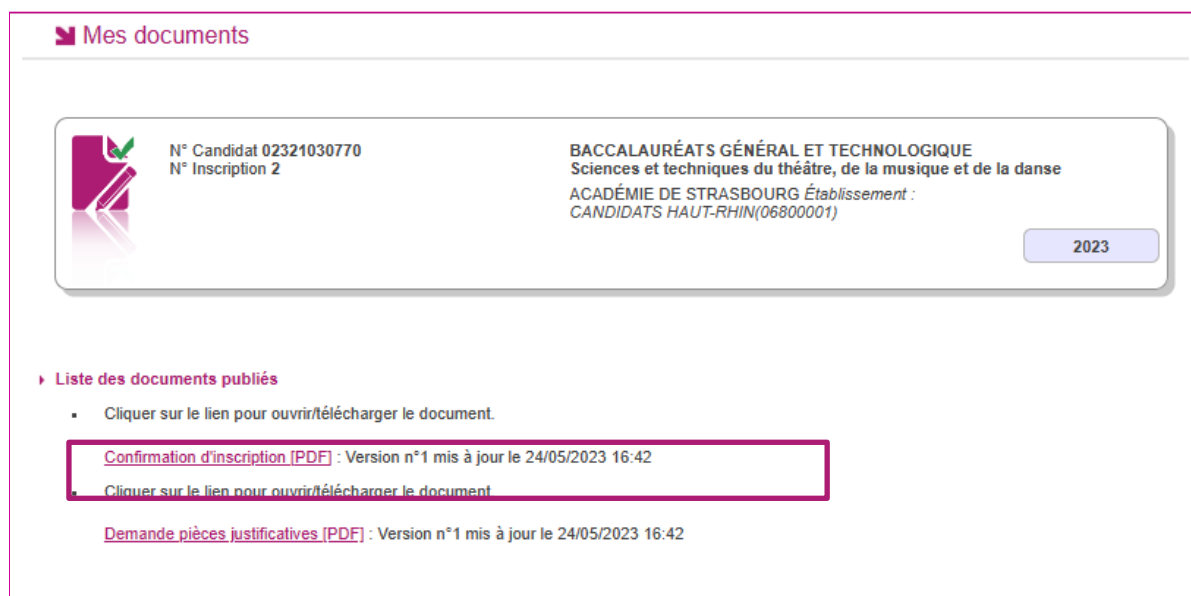 Mes documents
N° Candidat 02321030770
N° Inscription 2
BACCALAURÉATS GÉNÉRAL ET TECHNOLOGIQUE
Sciences et techniques du théâtre, de la musique et de la danse
ACADÉMIE DE STRASBOURG Établissement :
CANDIDATS HAUT-RHIN(06800001)
2023
Liste des documents publiés
Cliquer sur le lien pour ouvrir/télécharger le document.
Confirmation d'inscription [PDF] : Version n°1 mis à jour le 24/05/2023 16:42
Cliquer sur le lien pour ouvrir/télécharger le document
Demande pièces justificatives [PDF] : Version n°1 mis à jour le 24/05/2023 16:42